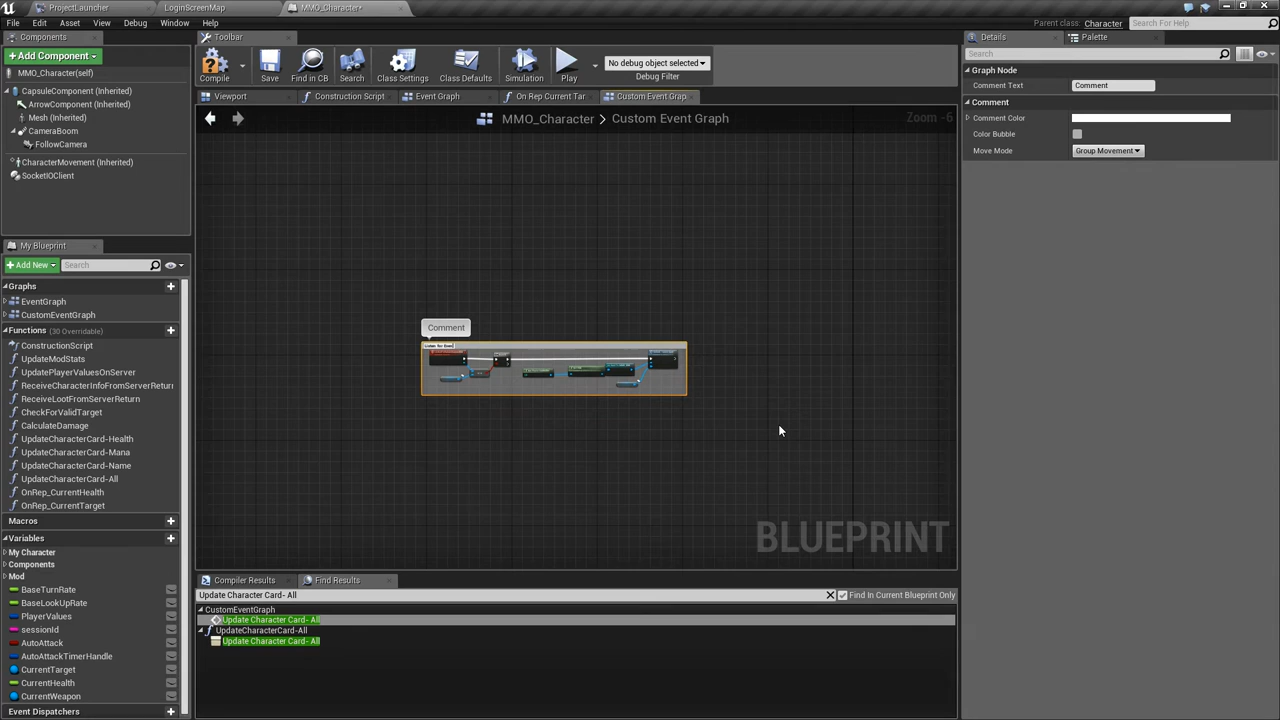 ProjectLauncher
LoginScreenMap
MMO_Character*
File Edit Asset View Debug Window Help
Parent class: Character
Search For Help
Components
Toolbar
Details
Palette
+Add Component
MMO_Character(self)
CapsuleComponent (Inherited)
ArrowComponent (Inherited)
Mesh (Inherited)
CameraBoom
FollowCamera
CharacterMovement (Inherited)
SocketIOClient
Compile
Save
Find in CB
Search
Class Settings
Class Defaults
Simulation
Play
No debug object selected
Debug Filter
Search
Graph Node
Comment Text
Comment
Comment
Comment Color
Color Bubble
Move Mode
Group Movement
Viewport
Construction Script
Event Graph
On Rep Current Tar
Custom Event Grap
MMO_Character > Custom Event Graph
Zoom -6
Comment
BLUEPRINT
My Blueprint
+Add New
Search
Graphs
EventGraph
CustomEventGraph
Functions (30 Overridable)
ConstructionScript
UpdateModStats
UpdatePlayerValuesOnServer
ReceiveCharacterInfoFromServerReturn
ReceiveLootFromServerReturn
CheckForValidTarget
CalculateDamage
UpdateCharacterCard-Health
UpdateCharacterCard-Mana
UpdateCharacterCard-Name
UpdateCharacterCard-All
OnRep_CurrentHealth
OnRep_CurrentTarget
Macros
Variables
My Character
Components
Mod
BaseTurnRate
BaseLookUpRate
PlayerValues
sessionId
AutoAttack
AutoAttackTimerHandle
CurrentTarget
CurrentHealth
CurrentWeapon
Event Dispatchers
Compiler Results
Find Results
Update Character Card- All
Find In Current Blueprint Only
CustomEventGraph
Update Character Card- All
UpdateCharacterCard-All
Update Character Card- All